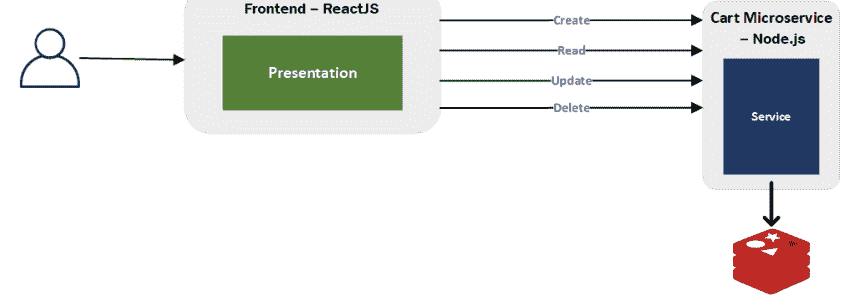 Frontend – ReactJS
Presentation
Create
Read
Update
Delete
Cart Microservice
– Node.js
Service